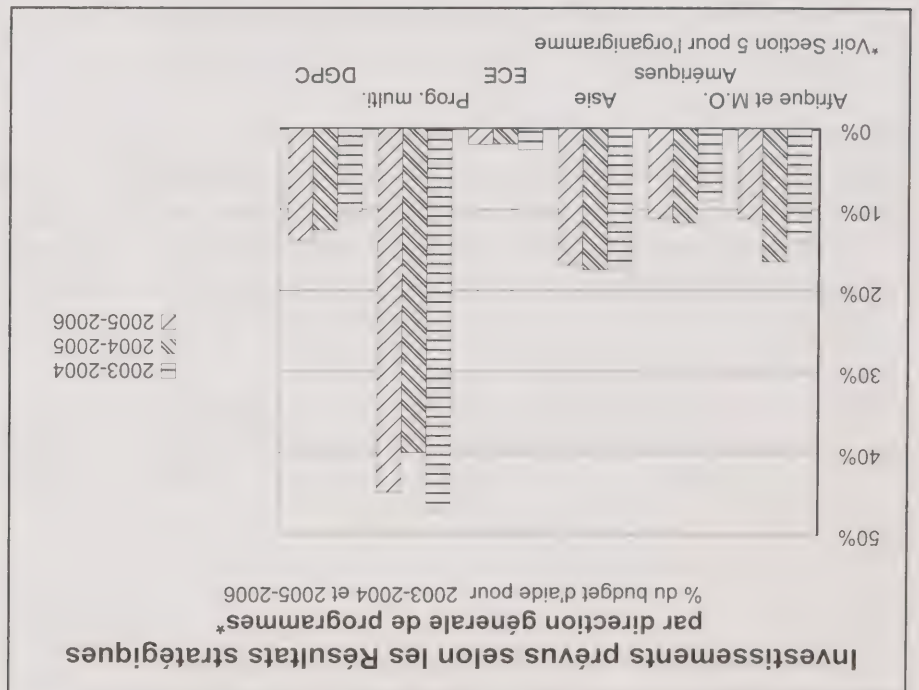 Investissements prévus selon les Résultats stratégiques
par direction génerale de programmes*
% du budget d'aide pour 2003-2004 et 2005-2006
50%
40%
30%
20%
10%
0%
2003-2004
2004-2005
2005-2006
Afrique et M.O.
Amériques
Asie
ECE
Prog. multi.
DGPC
*Voir Section 5 pour l'organigramme